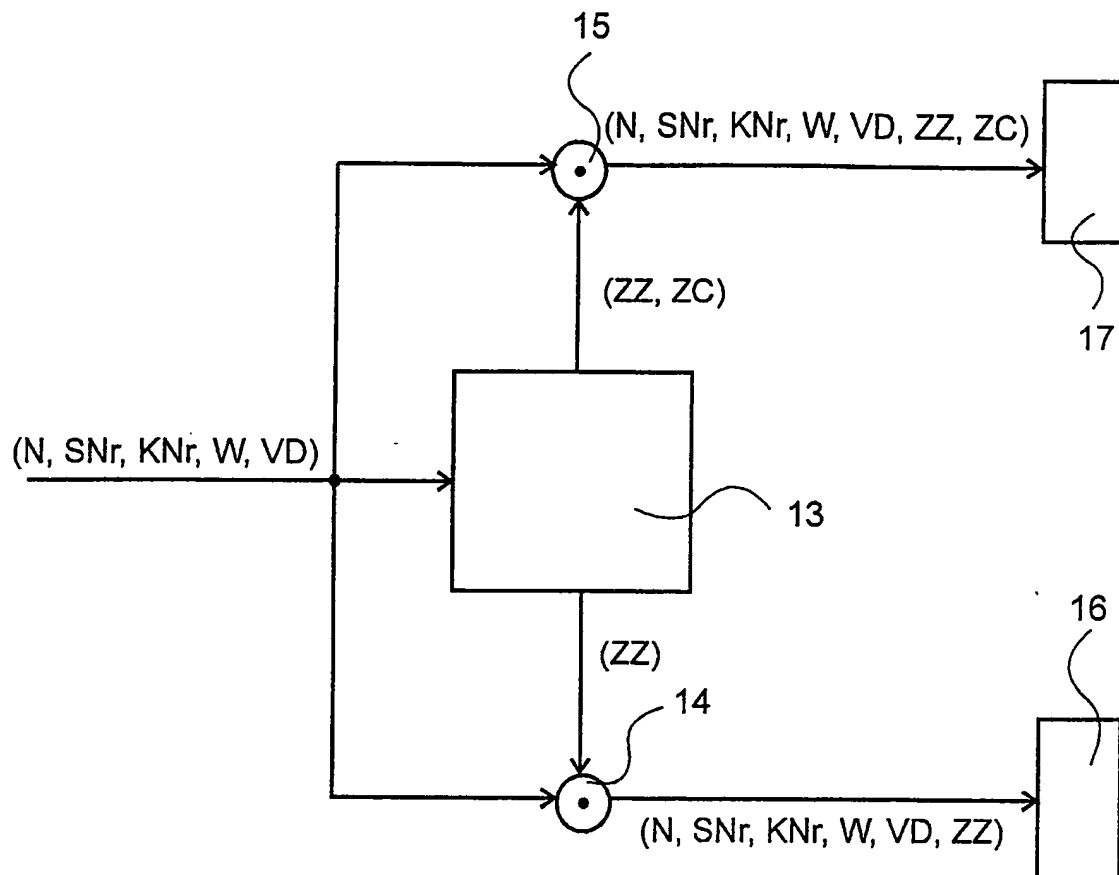 15
(N, SNr, KNr, W, VD, ZZ, ZC)
17
(ZZ, ZC)
(N, SNr, KNr, W, VD)
13
16
(ZZ)
14
(N, SNr, KNr, W, VD, ZZ)